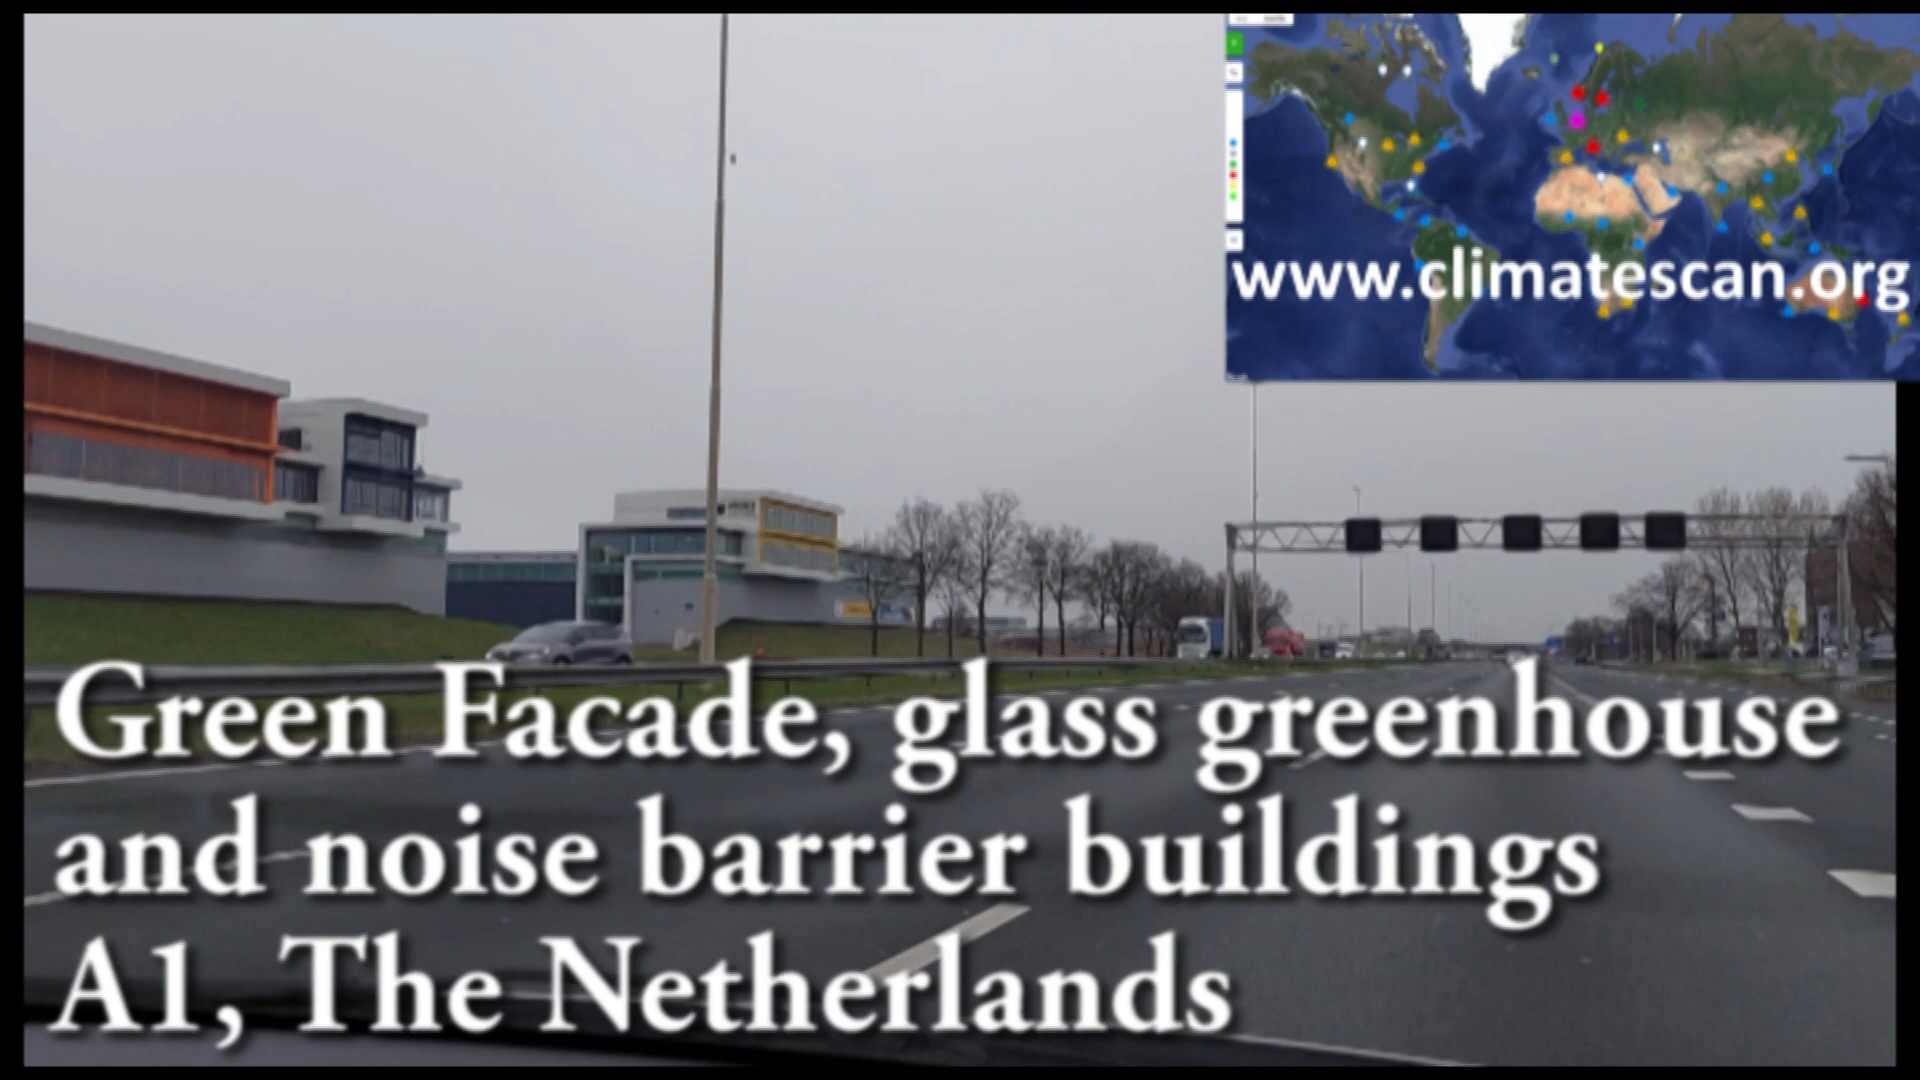 www.climatescan.org
Green Facade, glass greenhouse
and noise barrier buildings
A1, The Netherlands